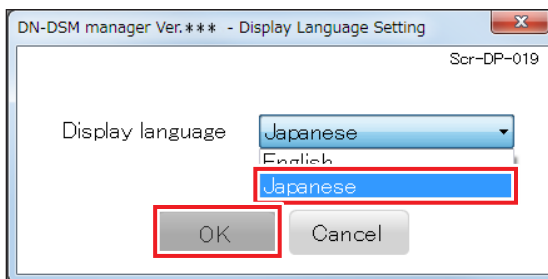 DN-DSM manager Ver.*** - Display Language Setting
Scr-DP-019
Display language
Japanese
English
Japanese
OK
Cancel